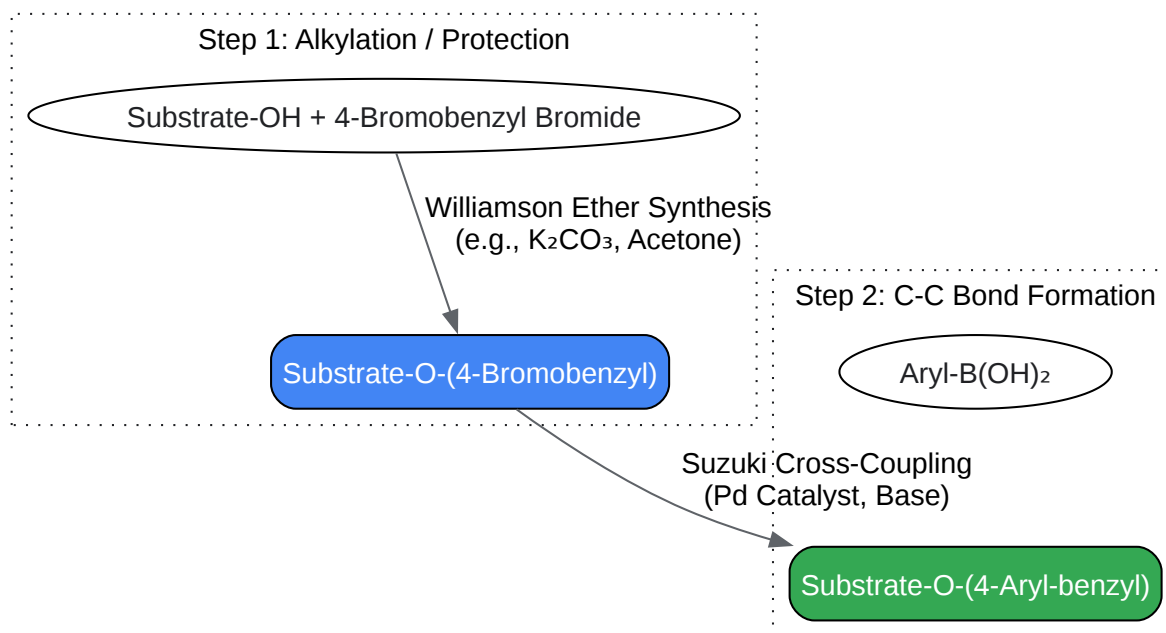 Step 1: Alkylation / Protection
Substrate-OH + 4-Bromobenzyl Bromide
Williamson Ether Synthesis
(e.g., K₂CO₃, Acetone)
Substrate-O-(4-Bromobenzyl)
Step 2: C-C Bond Formation
Aryl-B(OH)₂
Suzuki Cross-Coupling
(Pd Catalyst, Base)
Substrate-O-(4-Aryl-benzyl)